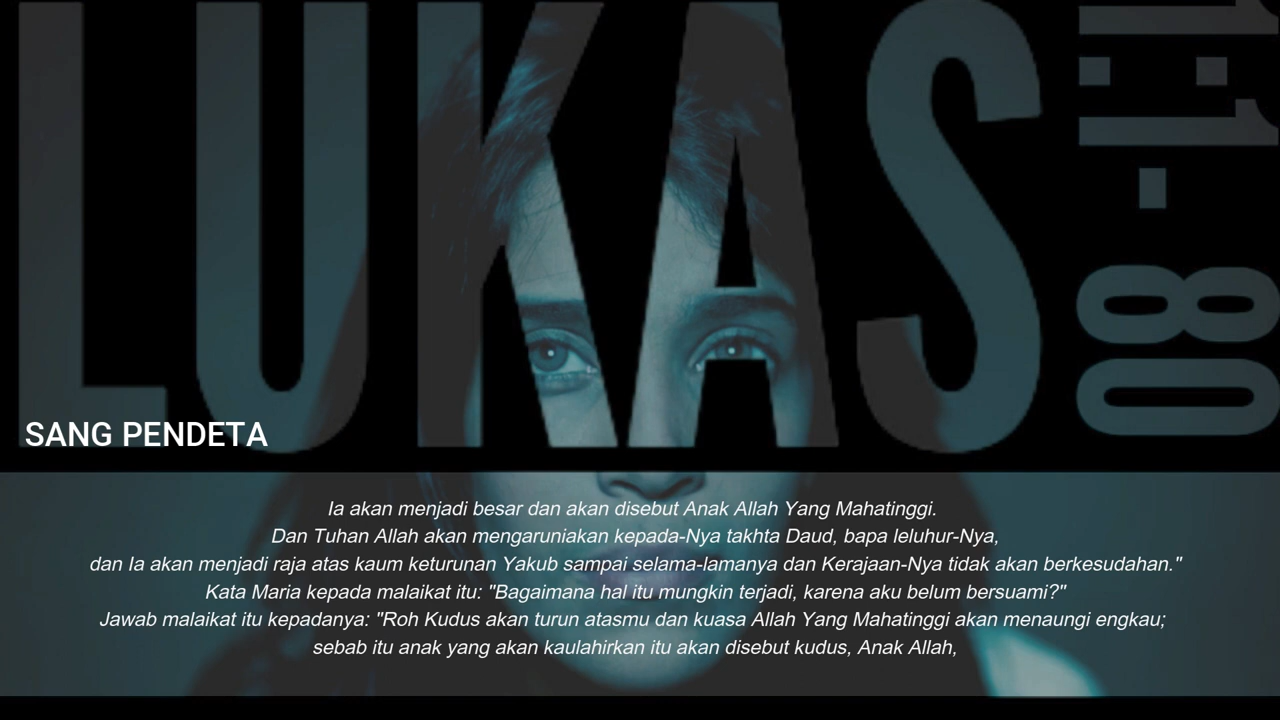 LUKAS
1:1-80
SANG PENDETA
Ia akan menjadi besar dan akan disebut Anak Allah Yang Mahatinggi.
Dan Tuhan Allah akan mengaruniakan kepada-Nya takhta Daud, bapa leluhur-Nya,
dan Ia akan menjadi raja atas kaum keturunan Yakub sampai selama-lamanya dan Kerajaan-Nya tidak akan berkesudahan."
Kata Maria kepada malaikat itu: "Bagaimana hal itu mungkin terjadi, karena aku belum bersuami?"
Jawab malaikat itu kepadanya: "Roh Kudus akan turun atasmu dan kuasa Allah Yang Mahatinggi akan menaungi engkau;
sebab itu anak yang akan kaulahirkan itu akan disebut kudus, Anak Allah,